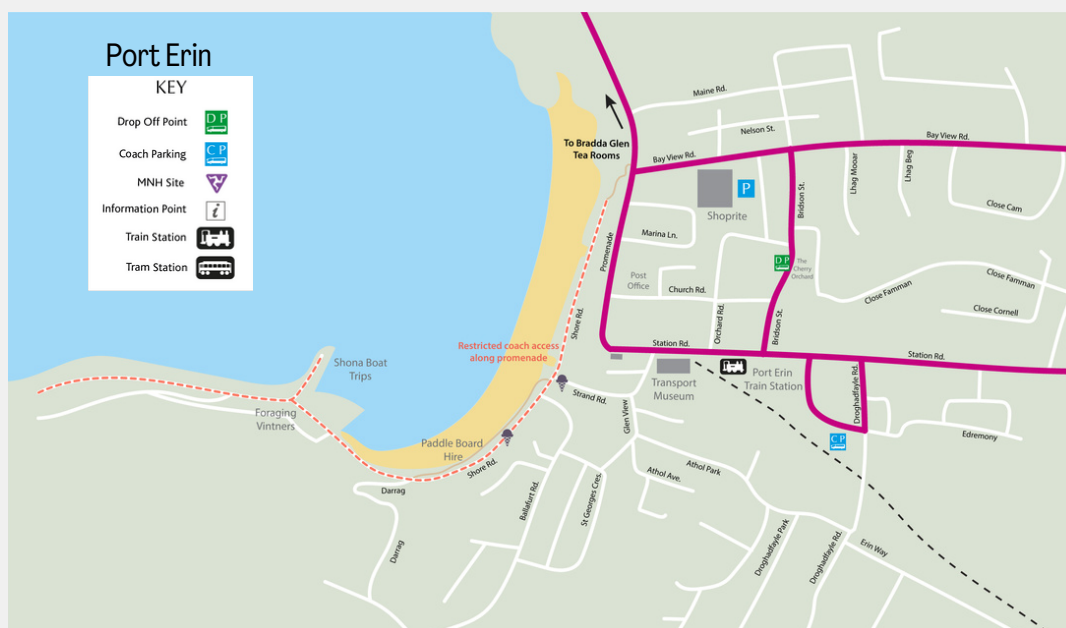 Port Erin
KEY
Drop Off Point
D P
Coach Parking
C P
MNH Site
Information Point
i
Train Station
Tram Station
Maine Rd.
Nelson St.
To Bradda Glen
Tea Rooms
Bay View Rd.
Bay View Rd.
P
Shoprite
Bridson St.
Lhag Mooar
Lhag Beg
Close Cam
Marina Ln.
Promenade
Post
Office
Church Rd.
Orchard Rd.
D P
The
Cherry
Orchard
Bridson St.
Close Famman
Close Famman
Close Cornell
Shore Rd.
Restricted coach access
along promenade
Station Rd.
Station Rd.
Shona Boat
Trips
Transport
Museum
Port Erin
Train Station
Droghadfayle Rd.
Strand Rd.
Glen View
Foraging
Vintners
Paddle Board
Hire
Shore Rd.
C P
Edremony
Athol Park
Athol Ave.
Darrag
Darrag
Ballafurt Rd.
St Georges Cres.
Droghadfayle Park
Droghadfayle Rd.
Erin Way